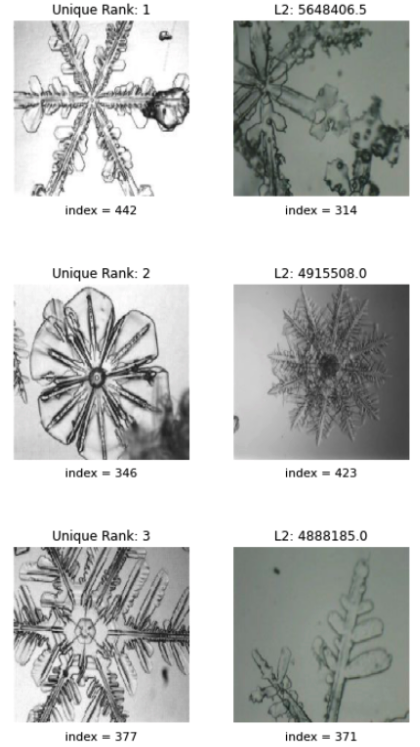 Unique Rank: 1
L2: 5648406.5
index = 442
index = 314
Unique Rank: 2
L2: 4915508.0
index = 346
index = 423
Unique Rank: 3
L2: 4888185.0
index = 377
index = 371